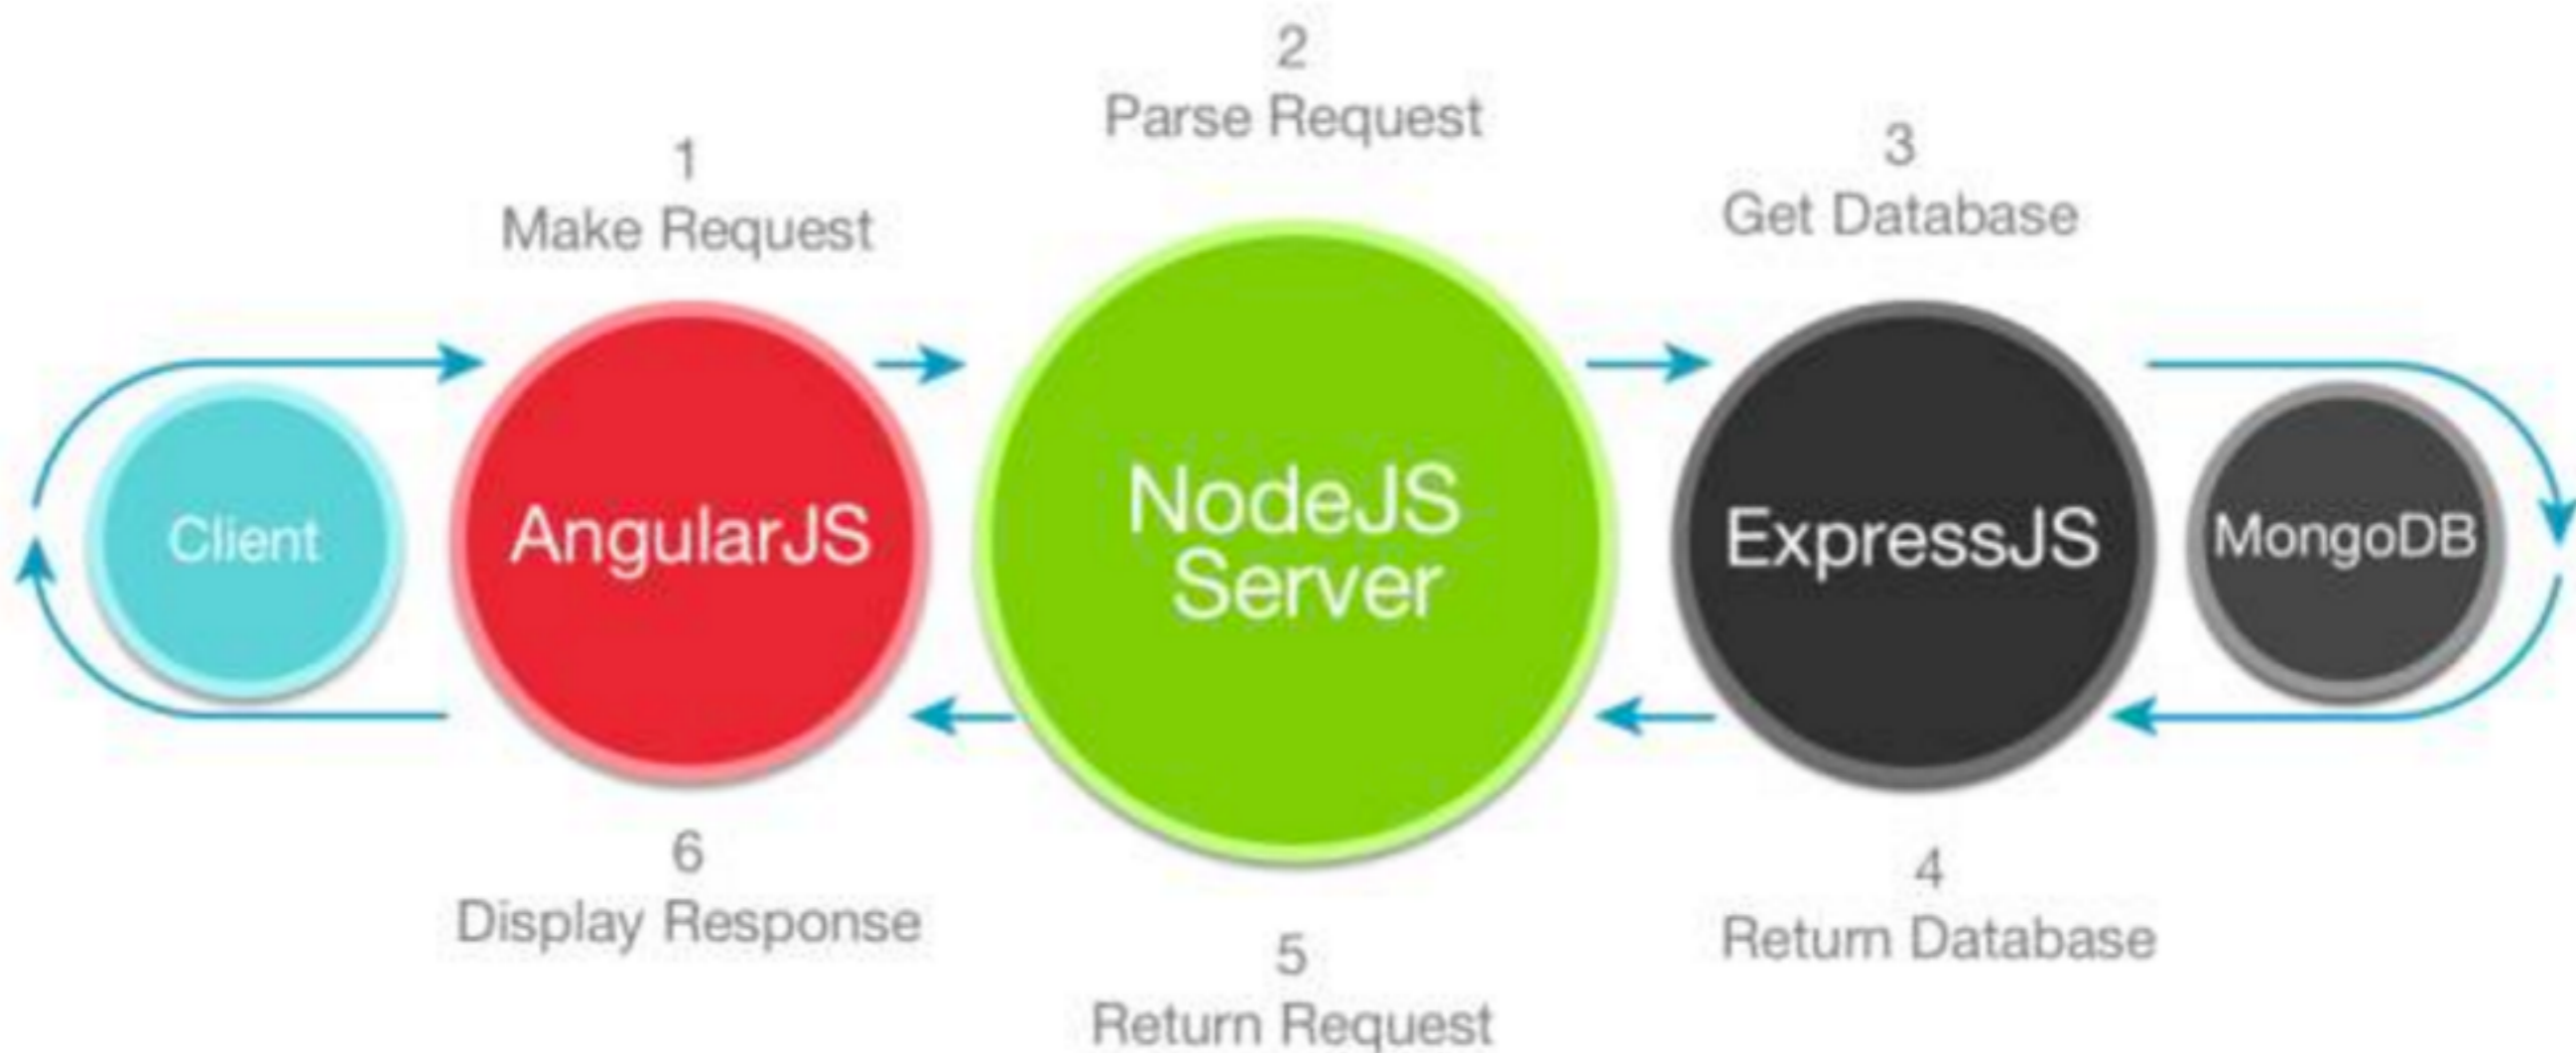 2
Parse Request
1
Make Request
3
Get Database
Client
AngularJS
NodeJS
Server
ExpressJS
MongoDB
6
Display Response
4
Return Database
5
Return Request